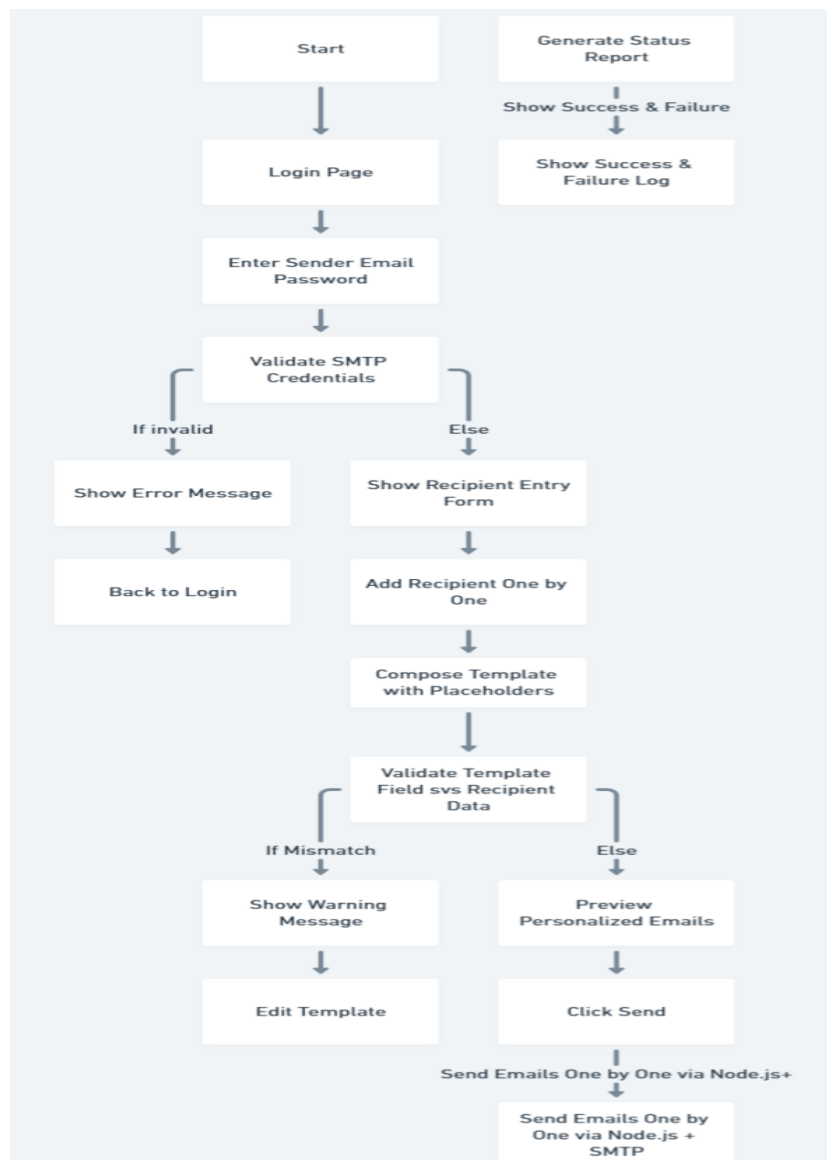 Start
Generate Status
Report
Show Success & Failure
Login Page
Show Success &
Failure Log
Enter Sender Email
Password
Validate SMTP
Credentials
If invalid
Else
Show Error Message
Show Recipient Entry
Form
Back to Login
Add Recipient One by
One
Compose Template
with Placeholders
Validate Template
Field svs Recipient
Data
If Mismatch
Else
Show Warning
Message
Preview
Personalized Emails
Edit Template
Click Send
Send Emails One by One via Node.js+
Send Emails One by
One via Node.js +
SMTP